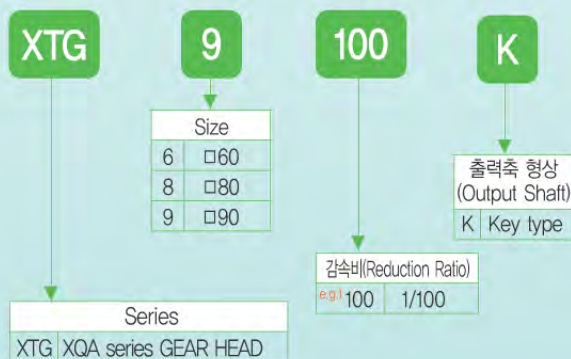 XTG 9 100 K
Size
6 □60
8 □80
9 □90
출력축 형상
(Output Shaft)
K Key type
감속비(Reduction Ratio)
e.g.) 100 1/100
Series
XTG XQA series GEAR HEAD